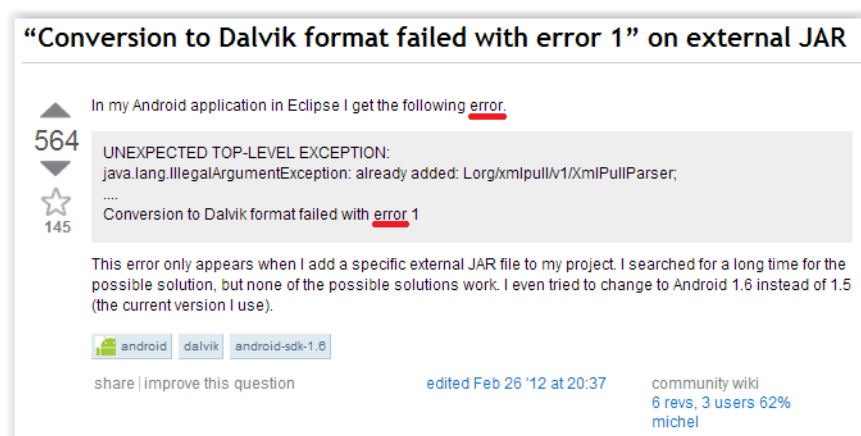 “Conversion to Dalvik format failed with error 1” on external JAR
In my Android application in Eclipse I get the following error.
564
UNEXPECTED TOP-LEVEL EXCEPTION:
java.lang.IllegalArgumentException: already added: Lorg/xmlpull/v1/XmlPullParser;
....
Conversion to Dalvik format failed with error 1
145
This error only appears when I add a specific external JAR file to my project. I searched for a long time for the
possible solution, but none of the possible solutions work. I even tried to change to Android 1.6 instead of 1.5
(the current version I use).
android dalvik android-sdk-1.6
share | improve this question edited Feb 26 '12 at 20:37 community wiki
6 revs, 3 users 62%
michel